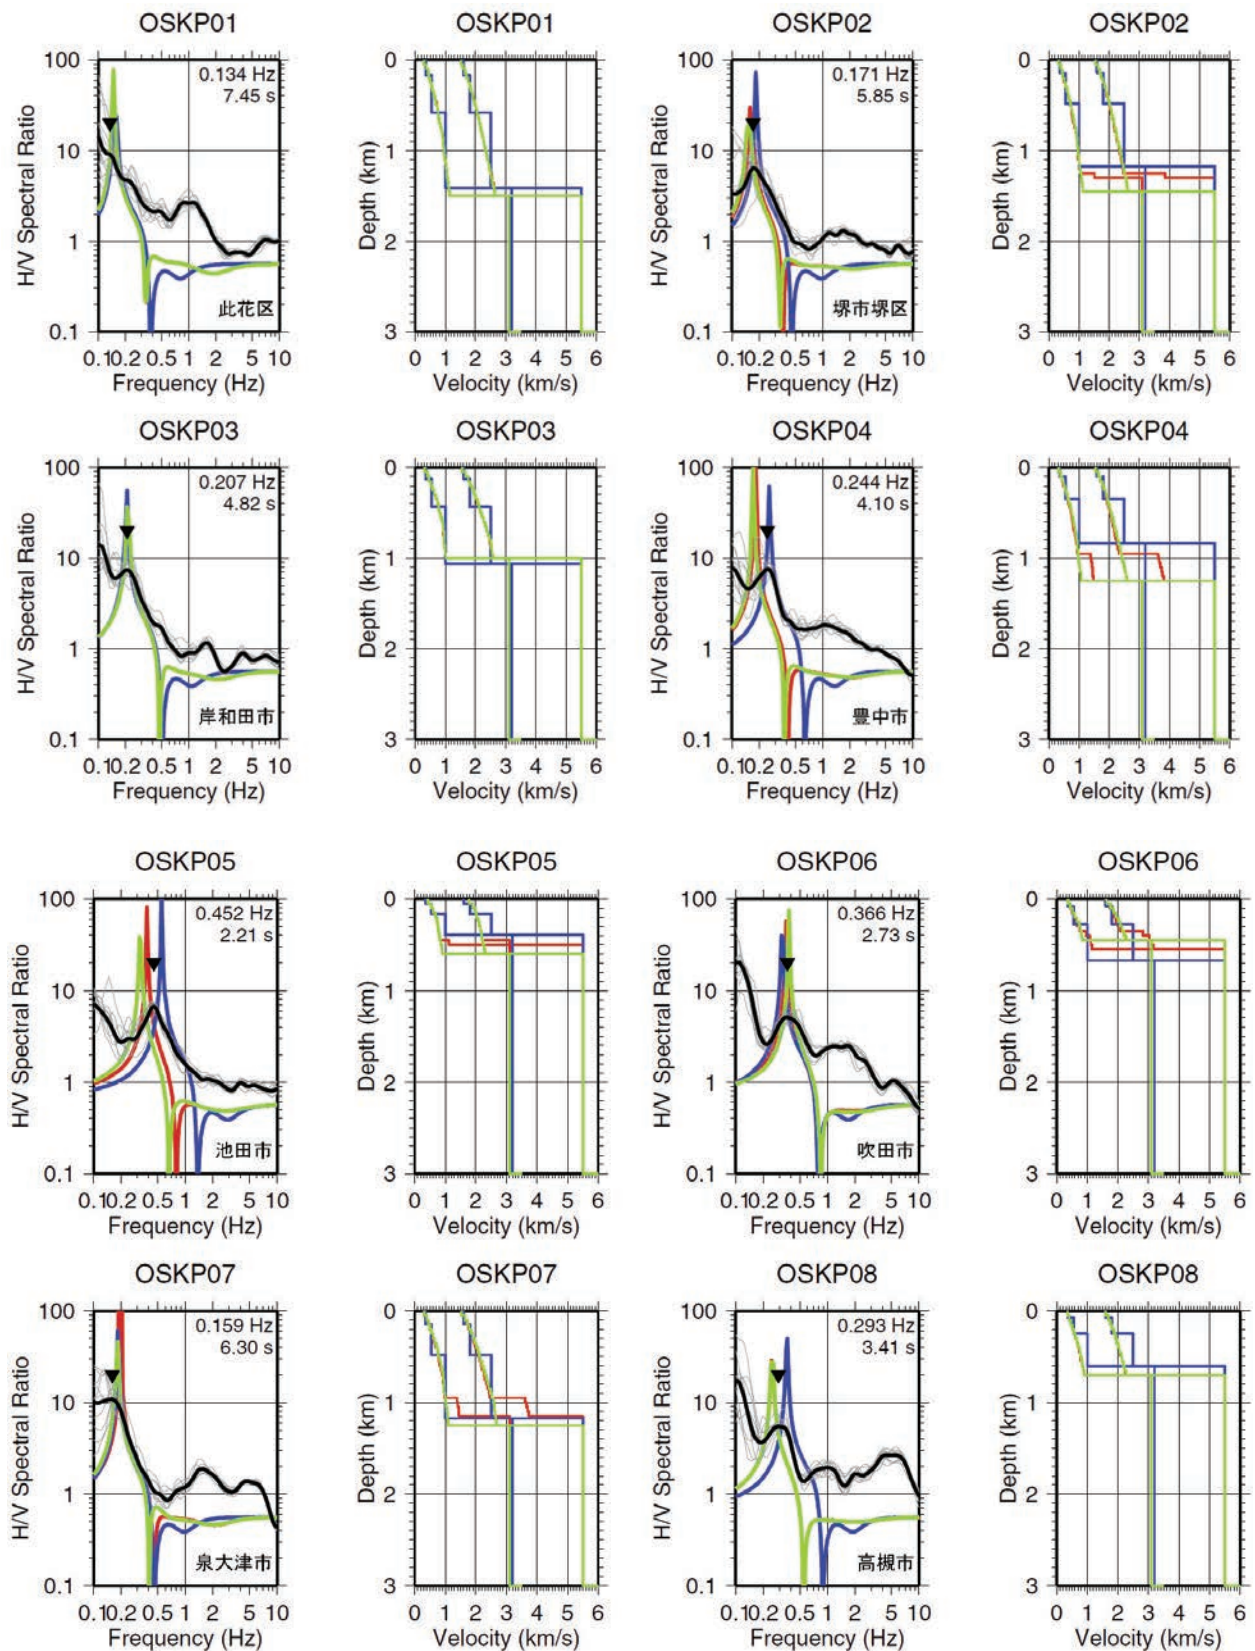 OSKP01 OSKP01 OSKP02 OSKP02
H/V Spectral Ratio
100
10
1
0.1
0.134 Hz
7.45 s
此花区
0.1 0.2 0.5 1 2 5 10
Frequency (Hz)
Depth (km)
0
1
2
3
0 1 2 3 4 5 6
Velocity (km/s)
H/V Spectral Ratio
100
10
1
0.1
0.171 Hz
5.85 s
堺市堺区
0.1 0.2 0.5 1 2 5 10
Frequency (Hz)
Depth (km)
0
1
2
3
0 1 2 3 4 5 6
Velocity (km/s)
OSKP03 OSKP03 OSKP04 OSKP04
H/V Spectral Ratio
100
10
1
0.1
0.207 Hz
4.82 s
岸和田市
0.1 0.2 0.5 1 2 5 10
Frequency (Hz)
Depth (km)
0
1
2
3
0 1 2 3 4 5 6
Velocity (km/s)
H/V Spectral Ratio
100
10
1
0.1
0.244 Hz
4.10 s
豊中市
0.1 0.2 0.5 1 2 5 10
Frequency (Hz)
Depth (km)
0
1
2
3
0 1 2 3 4 5 6
Velocity (km/s)
OSKP05 OSKP05 OSKP06 OSKP06
H/V Spectral Ratio
100
10
1
0.1
0.452 Hz
2.21 s
池田市
0.1 0.2 0.5 1 2 5 10
Frequency (Hz)
Depth (km)
0
1
2
3
0 1 2 3 4 5 6
Velocity (km/s)
H/V Spectral Ratio
100
10
1
0.1
0.366 Hz
2.73 s
吹田市
0.1 0.2 0.5 1 2 5 10
Frequency (Hz)
Depth (km)
0
1
2
3
0 1 2 3 4 5 6
Velocity (km/s)
OSKP07 OSKP07 OSKP08 OSKP08
H/V Spectral Ratio
100
10
1
0.1
0.159 Hz
6.30 s
泉大津市
0.1 0.2 0.5 1 2 5 10
Frequency (Hz)
Depth (km)
0
1
2
3
0 1 2 3 4 5 6
Velocity (km/s)
H/V Spectral Ratio
100
10
1
0.1
0.293 Hz
3.41 s
高槻市
0.1 0.2 0.5 1 2 5 10
Frequency (Hz)
Depth (km)
0
1
2
3
0 1 2 3 4 5 6
Velocity (km/s)